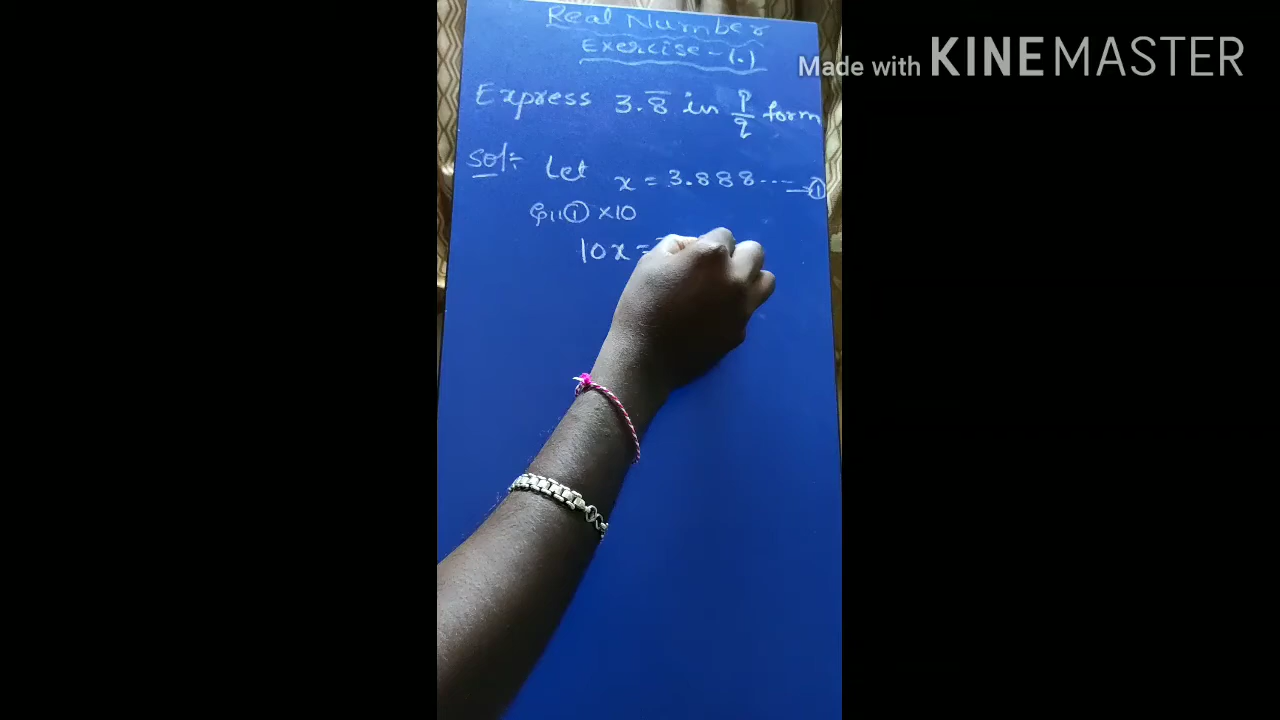 Real Number
Exercise-1.1
Made with KINEMASTER
Express 3.8̅ in p/q form
Sol:- Let x = 3.888 ---- → ①
① ×10
10x =